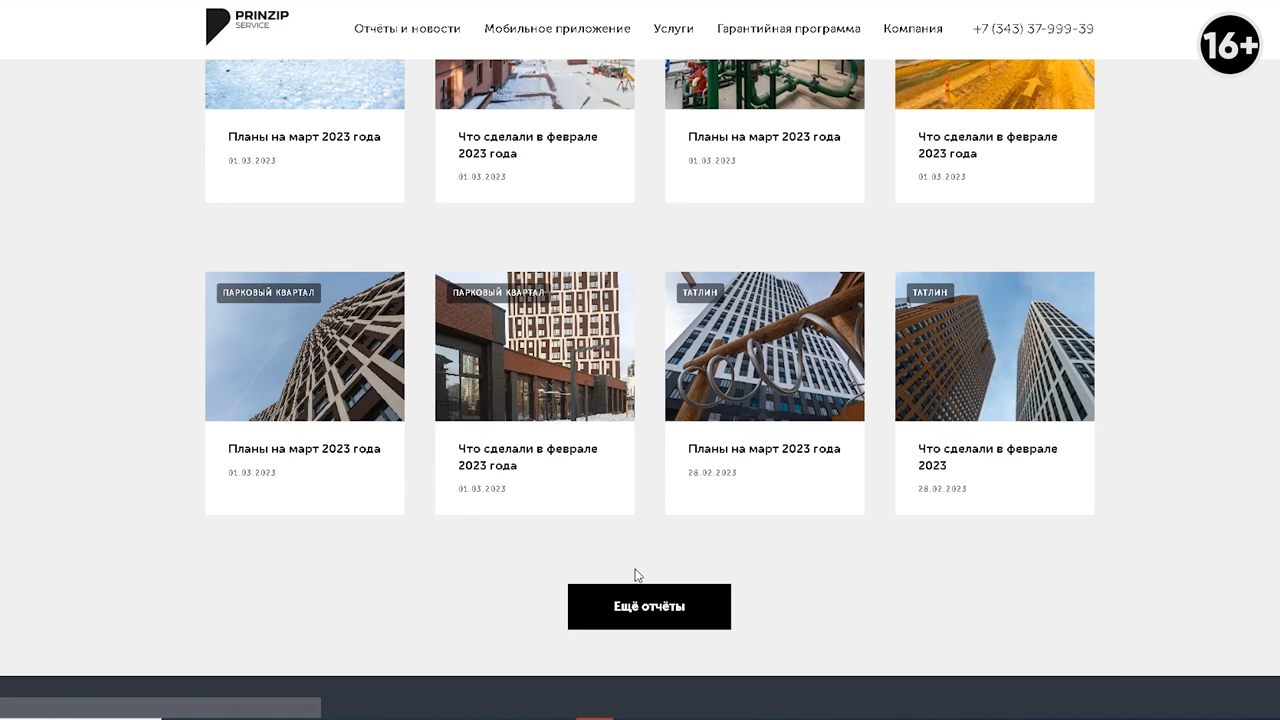 PRINZIP
SERVICE
Отчёты и новости
Мобильное приложение
Услуги
Гарантийная программа
Компания
+7 (343) 37-999-39
16+
Планы на март 2023 года
01.03.2023
Что сделали в феврале
2023 года
01.03.2023
Планы на март 2023 года
01.03.2023
Что сделали в феврале
2023 года
01.03.2023
ПАРКОВЫЙ КВАРТАЛ
Планы на март 2023 года
01.03.2023
ПАРКОВЫЙ КВАРТАЛ
Что сделали в феврале
2023 года
01.03.2023
ТАТЛИН
Планы на март 2023 года
28.02.2023
ТАТЛИН
Что сделали в феврале
2023
28.02.2023
Ещё отчёты